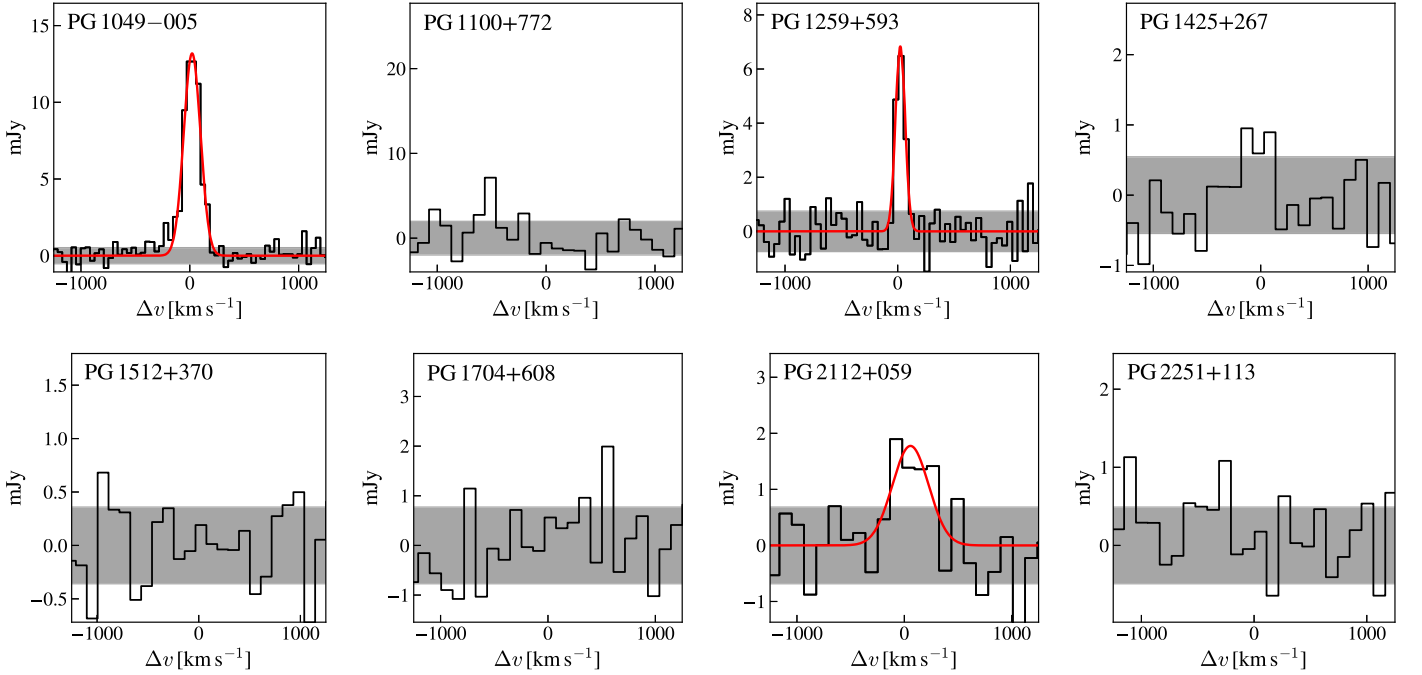 PG 1049−005
mJy
15
10
5
0
−1000 0 1000
Δv [km s⁻¹]
PG 1100+772
mJy
20
10
0
−1000 0 1000
Δv [km s⁻¹]
PG 1259+593
mJy
8
6
4
2
0
−1000 0 1000
Δv [km s⁻¹]
PG 1425+267
mJy
2
1
0
−1
−1000 0 1000
Δv [km s⁻¹]
PG 1512+370
mJy
1.5
1.0
0.5
0.0
−0.5
−1000 0 1000
Δv [km s⁻¹]
PG 1704+608
mJy
3
2
1
0
−1
−1000 0 1000
Δv [km s⁻¹]
PG 2112+059
mJy
3
2
1
0
−1
−1000 0 1000
Δv [km s⁻¹]
PG 2251+113
mJy
2
1
0
−1000 0 1000
Δv [km s⁻¹]